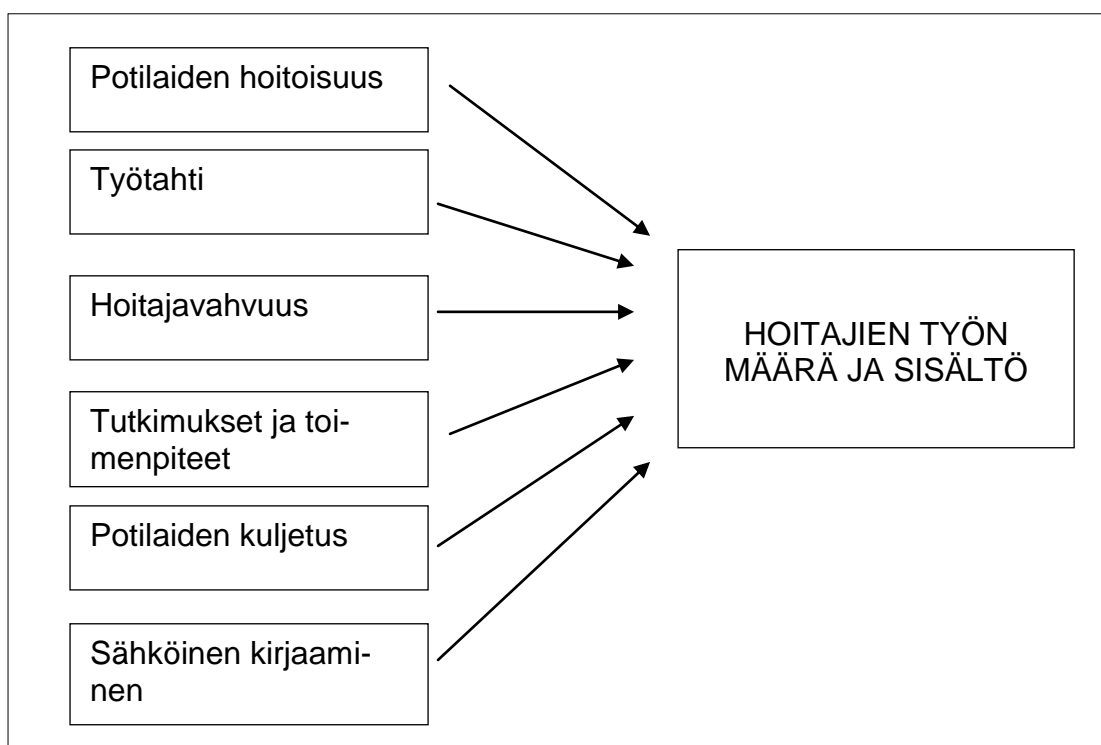 Potilaiden hoitoisuus
Työtahti
Hoitajavahvuus
Tutkimukset ja toi-
menpiteet
Potilaiden kuljetus
Sähköinen kirjaami-
nen
HOITAJIEN TYÖN
MÄÄRÄ JA SISÄLTÖ